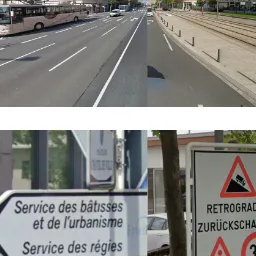 Service des bâtisses
et de l'urbanisme
Service des régies
RETROGRAD
ZURÜCKSCHA